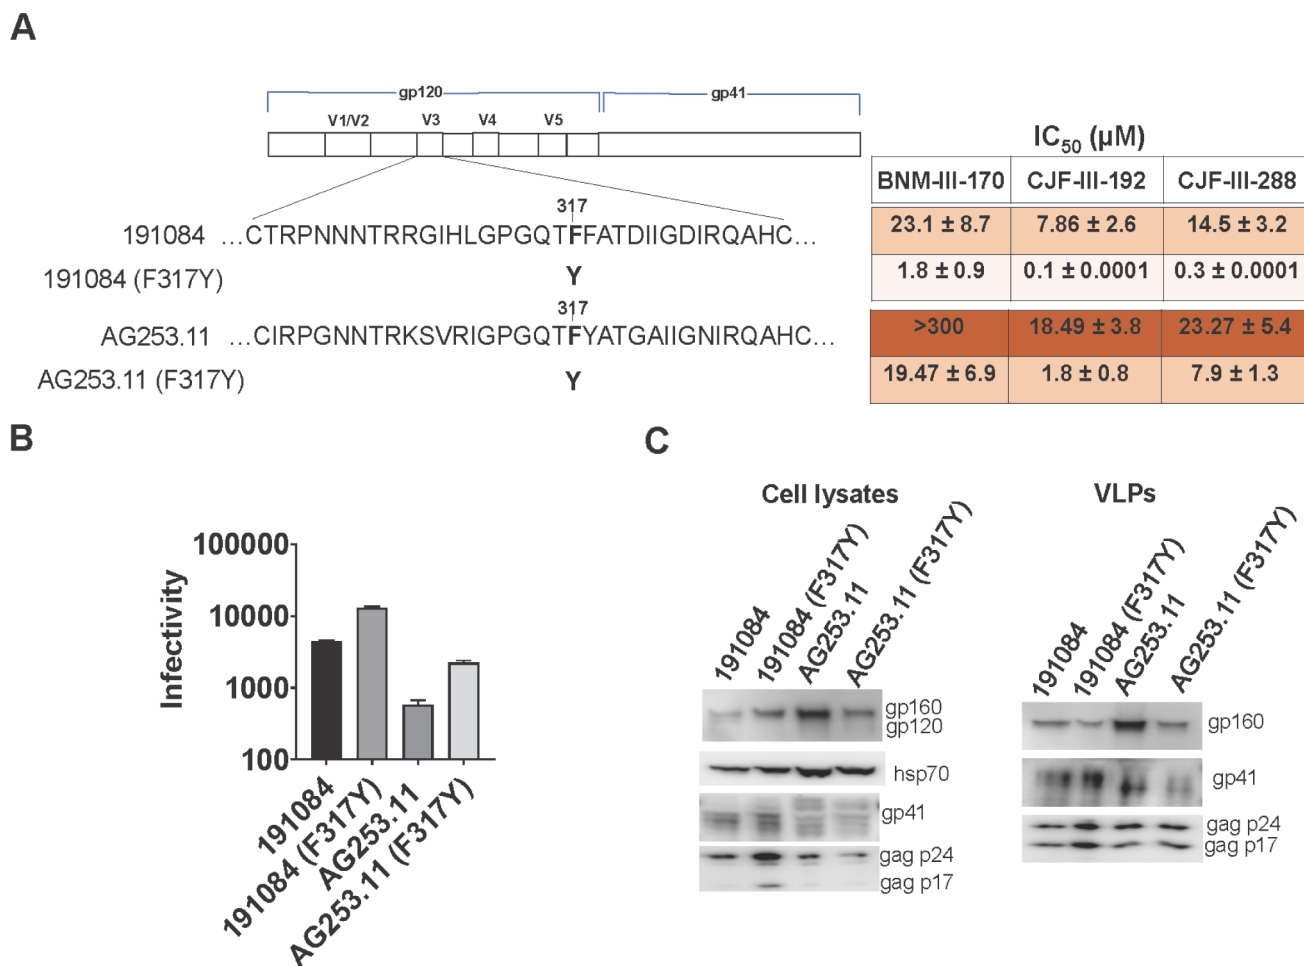 A
gp120 gp41
V1/V2 V3 V4 V5
IC50 (µM)
BNM-III-170 CJF-III-192 CJF-III-288
317
191084 ...CTRPNNNTRRGIHLGPGQTFFATDIIGDIRQAHC... 23.1 ± 8.7 7.86 ± 2.6 14.5 ± 3.2
191084 (F317Y) Y 1.8 ± 0.9 0.1 ± 0.0001 0.3 ± 0.0001
317
AG253.11 ...CIRPGNNTRKSVRIGPGQTFYATGAIIGNIRQAHC... >300 18.49 ± 3.8 23.27 ± 5.4
AG253.11 (F317Y) Y 19.47 ± 6.9 1.8 ± 0.8 7.9 ± 1.3
B
Infectivity
100000
10000
1000
100
191084
191084 (F317Y)
AG253.11
AG253.11 (F317Y)
C
Cell lysates
191084
191084 (F317Y)
AG253.11
AG253.11 (F317Y)
gp160
gp120
hsp70
gp41
gag p24
gag p17
VLPs
191084
191084 (F317Y)
AG253.11
AG253.11 (F317Y)
gp160
gp41
gag p24
gag p17